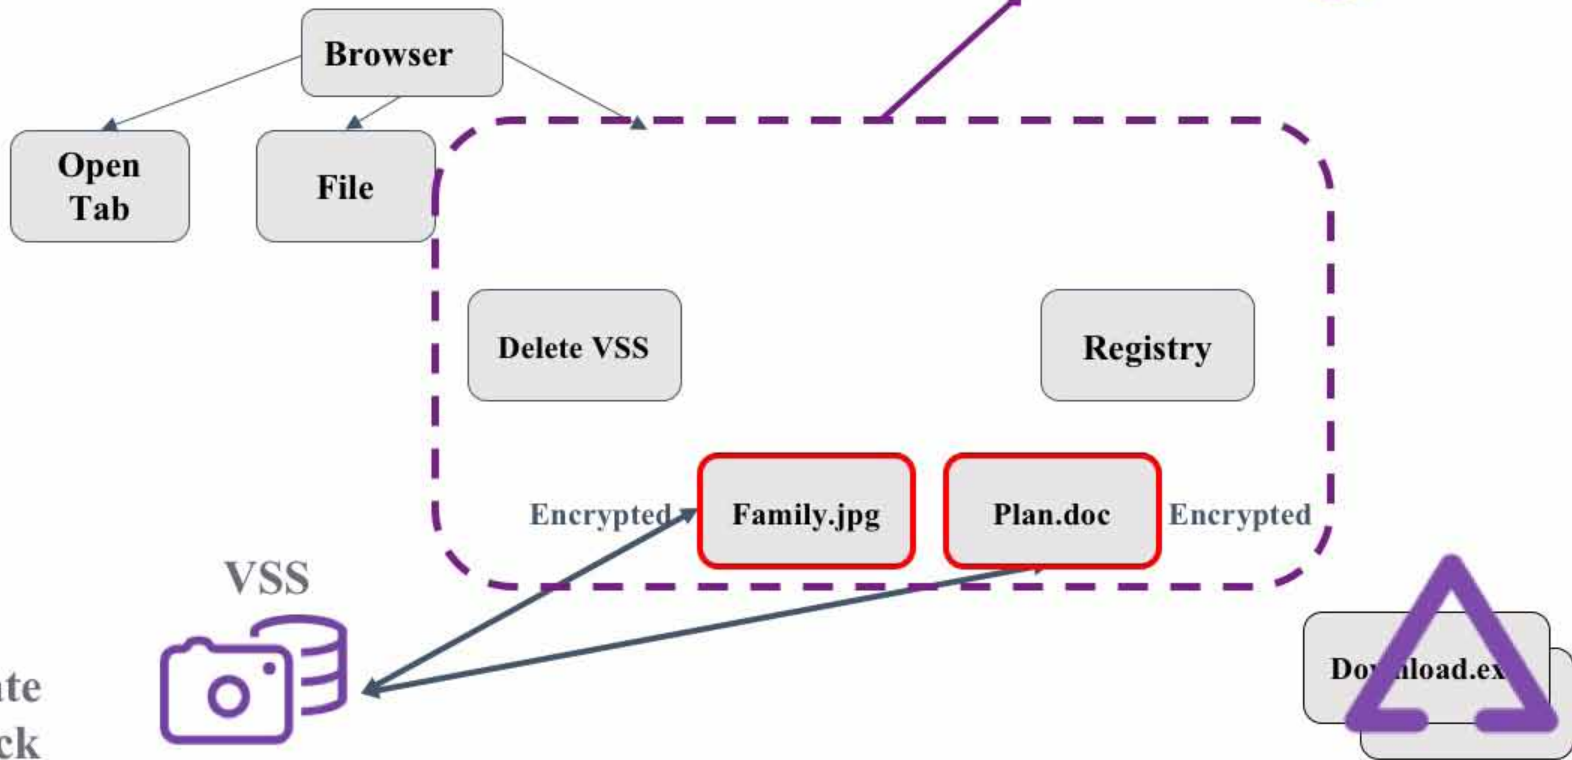 Browser
Open
Tab
File
Delete VSS
Registry
Encrypted
Family.jpg
Plan.doc
Encrypted
VSS